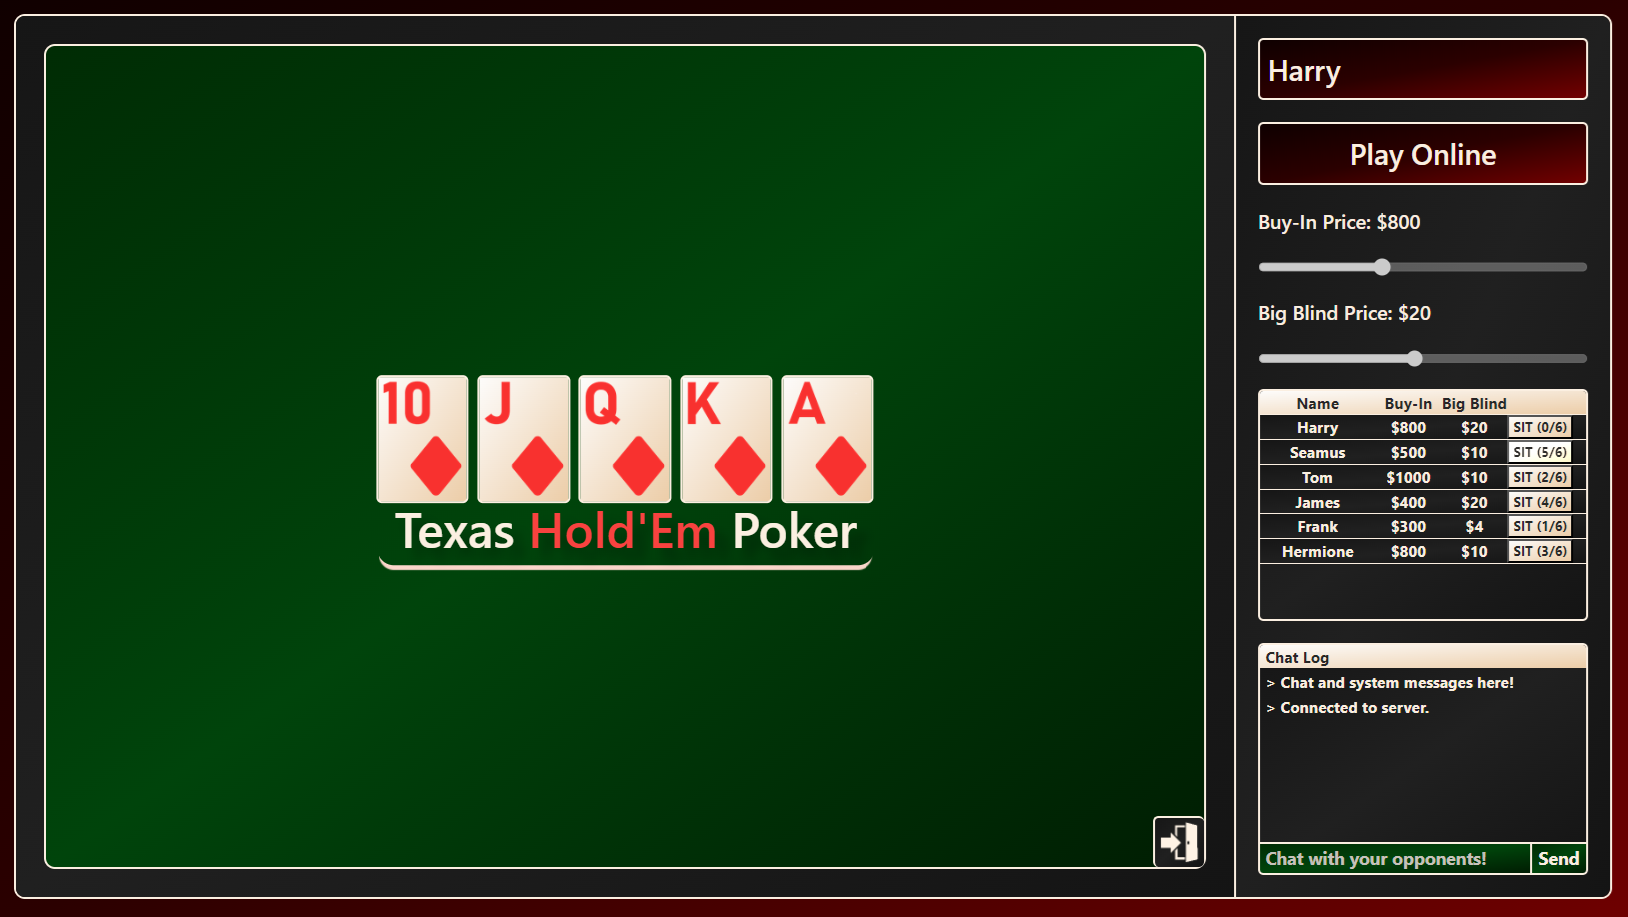 10 J Q K A
Texas Hold'Em Poker
Harry
Play Online
Buy-In Price: $800
Big Blind Price: $20
Name Buy-In Big Blind
Harry $800 $20 SIT (0/6)
Seamus $500 $10 SIT (5/6)
Tom $1000 $10 SIT (2/6)
James $400 $20 SIT (4/6)
Frank $300 $4 SIT (1/6)
Hermione $800 $10 SIT (3/6)
Chat Log
> Chat and system messages here!
> Connected to server.
Chat with your opponents! Send